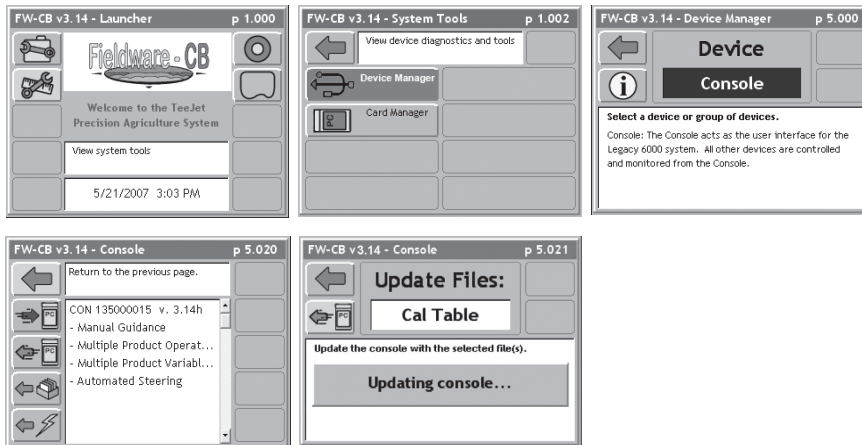 FW-CB v3.14 - Launcher p 1.000
Fieldware - CB
Welcome to the TeeJet
Precision Agriculture System
View system tools
5/21/2007 3:03 PM
FW-CB v3.14 - System Tools p 1.002
View device diagnostics and tools
Device Manager
PC
Card Manager
FW-CB v3.14 - Device Manager p 5.000
Device
Console
Select a device or group of devices.
Console: The Console acts as the user interface for the
Legacy 6000 system. All other devices are controlled
and monitored from the Console.
FW-CB v3.14 - Console p 5.020
Return to the previous page.
PC
CON 135000015 v. 3.14h
- Manual Guidance
PC
- Multiple Product Operat...
- Multiple Product Variabl...
- Automated Steering
FW-CB v3.14 - Console p 5.021
Update Files:
PC
Cal Table
Update the console with the selected file(s).
Updating console...